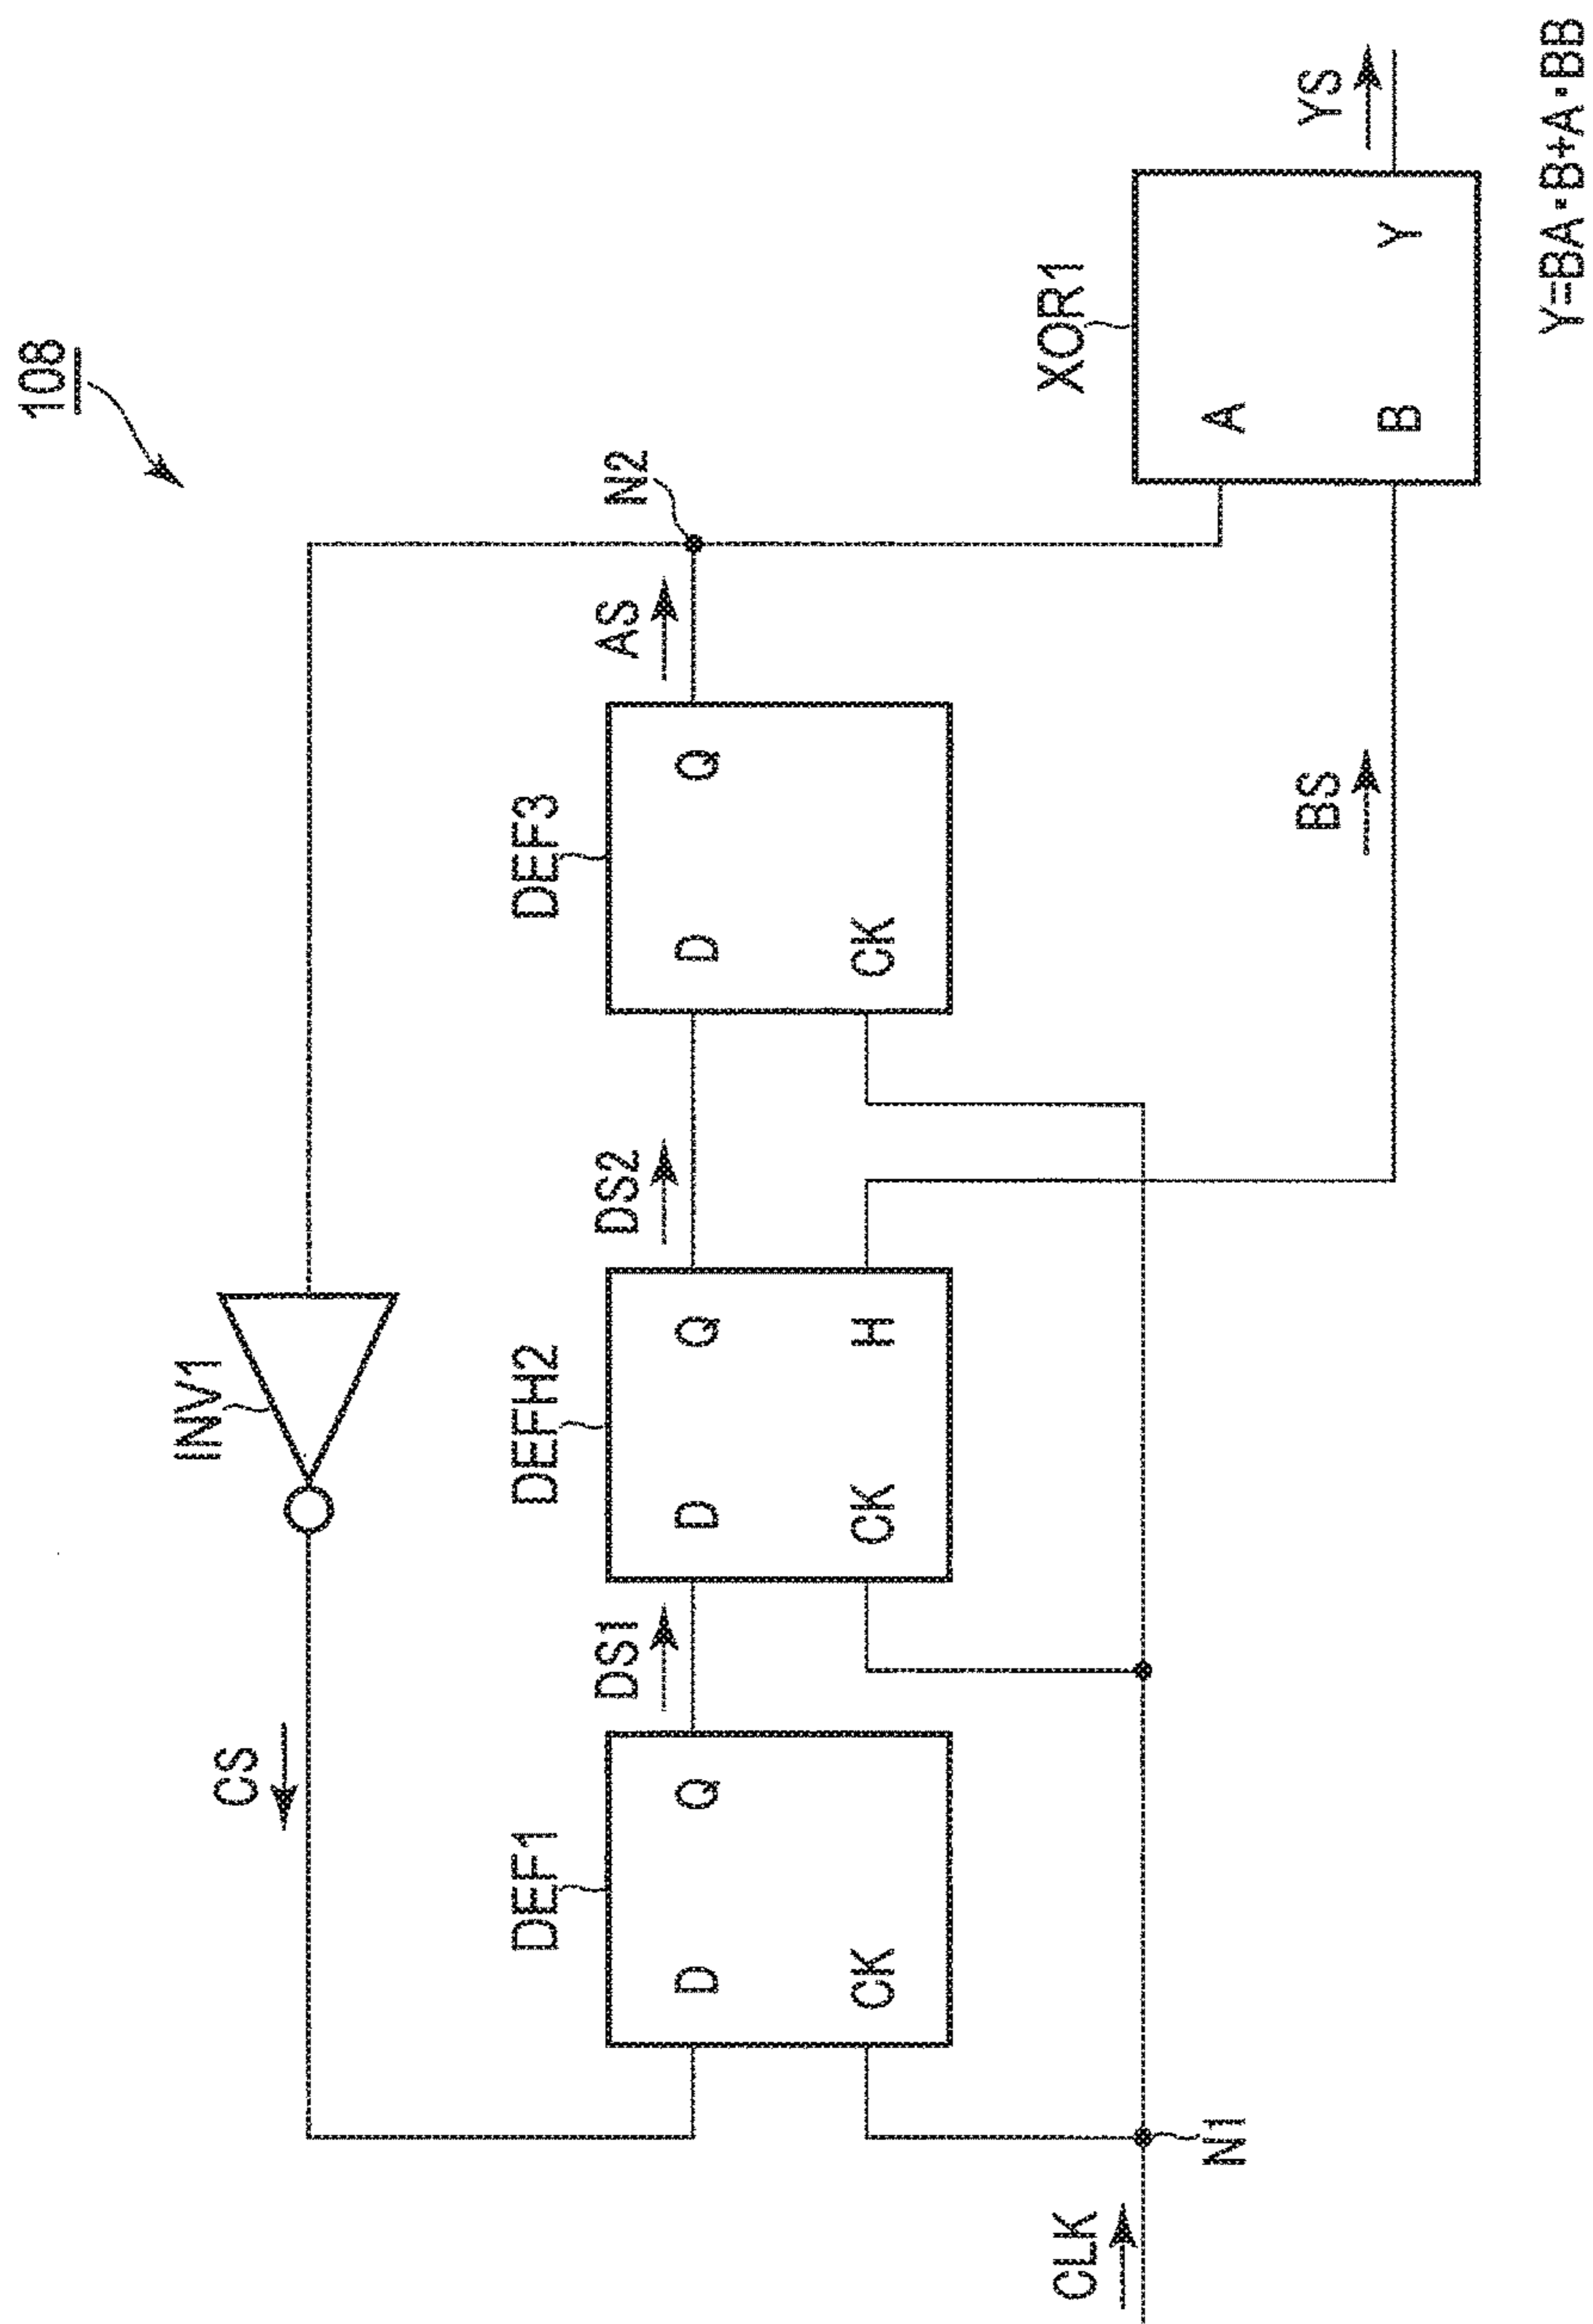 108
INV1
CS
DEF1
DEFH2
DEF3
DS1
DS2
AS
N2
D
Q
D
Q
D
Q
CK
CK
H
CK
CLK
N1
BS
XOR1
A
B
Y
YS
Y=BA·B+A·BB